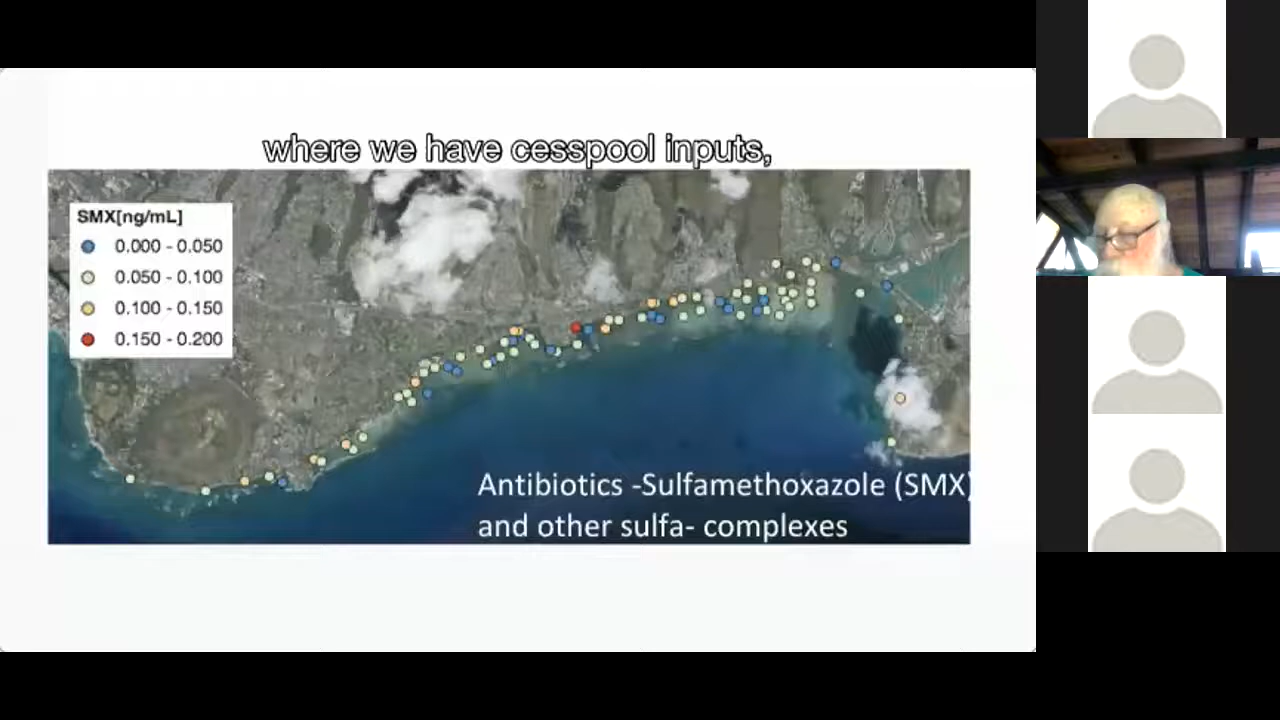 where we have cesspool inputs,
SMX[ng/mL]
0.000 - 0.050
0.050 - 0.100
0.100 - 0.150
0.150 - 0.200
Antibiotics -Sulfamethoxazole (SMX)
and other sulfa- complexes